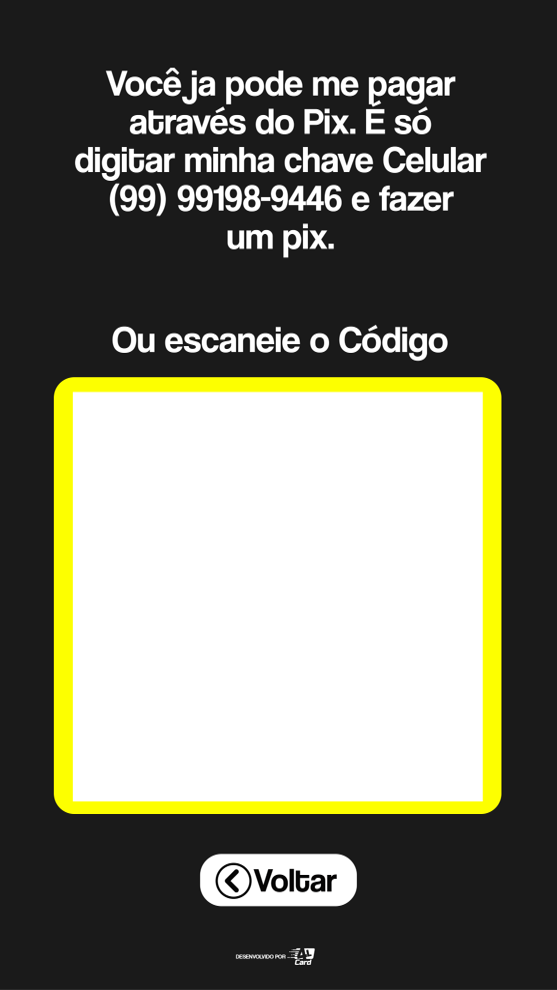 Você ja pode me pagar
através do Pix. É só
digitar minha chave Celular
(99) 99198-9446 e fazer
um pix.
Ou escaneie o Código
Voltar
DESENVOLVIDO POR
Card